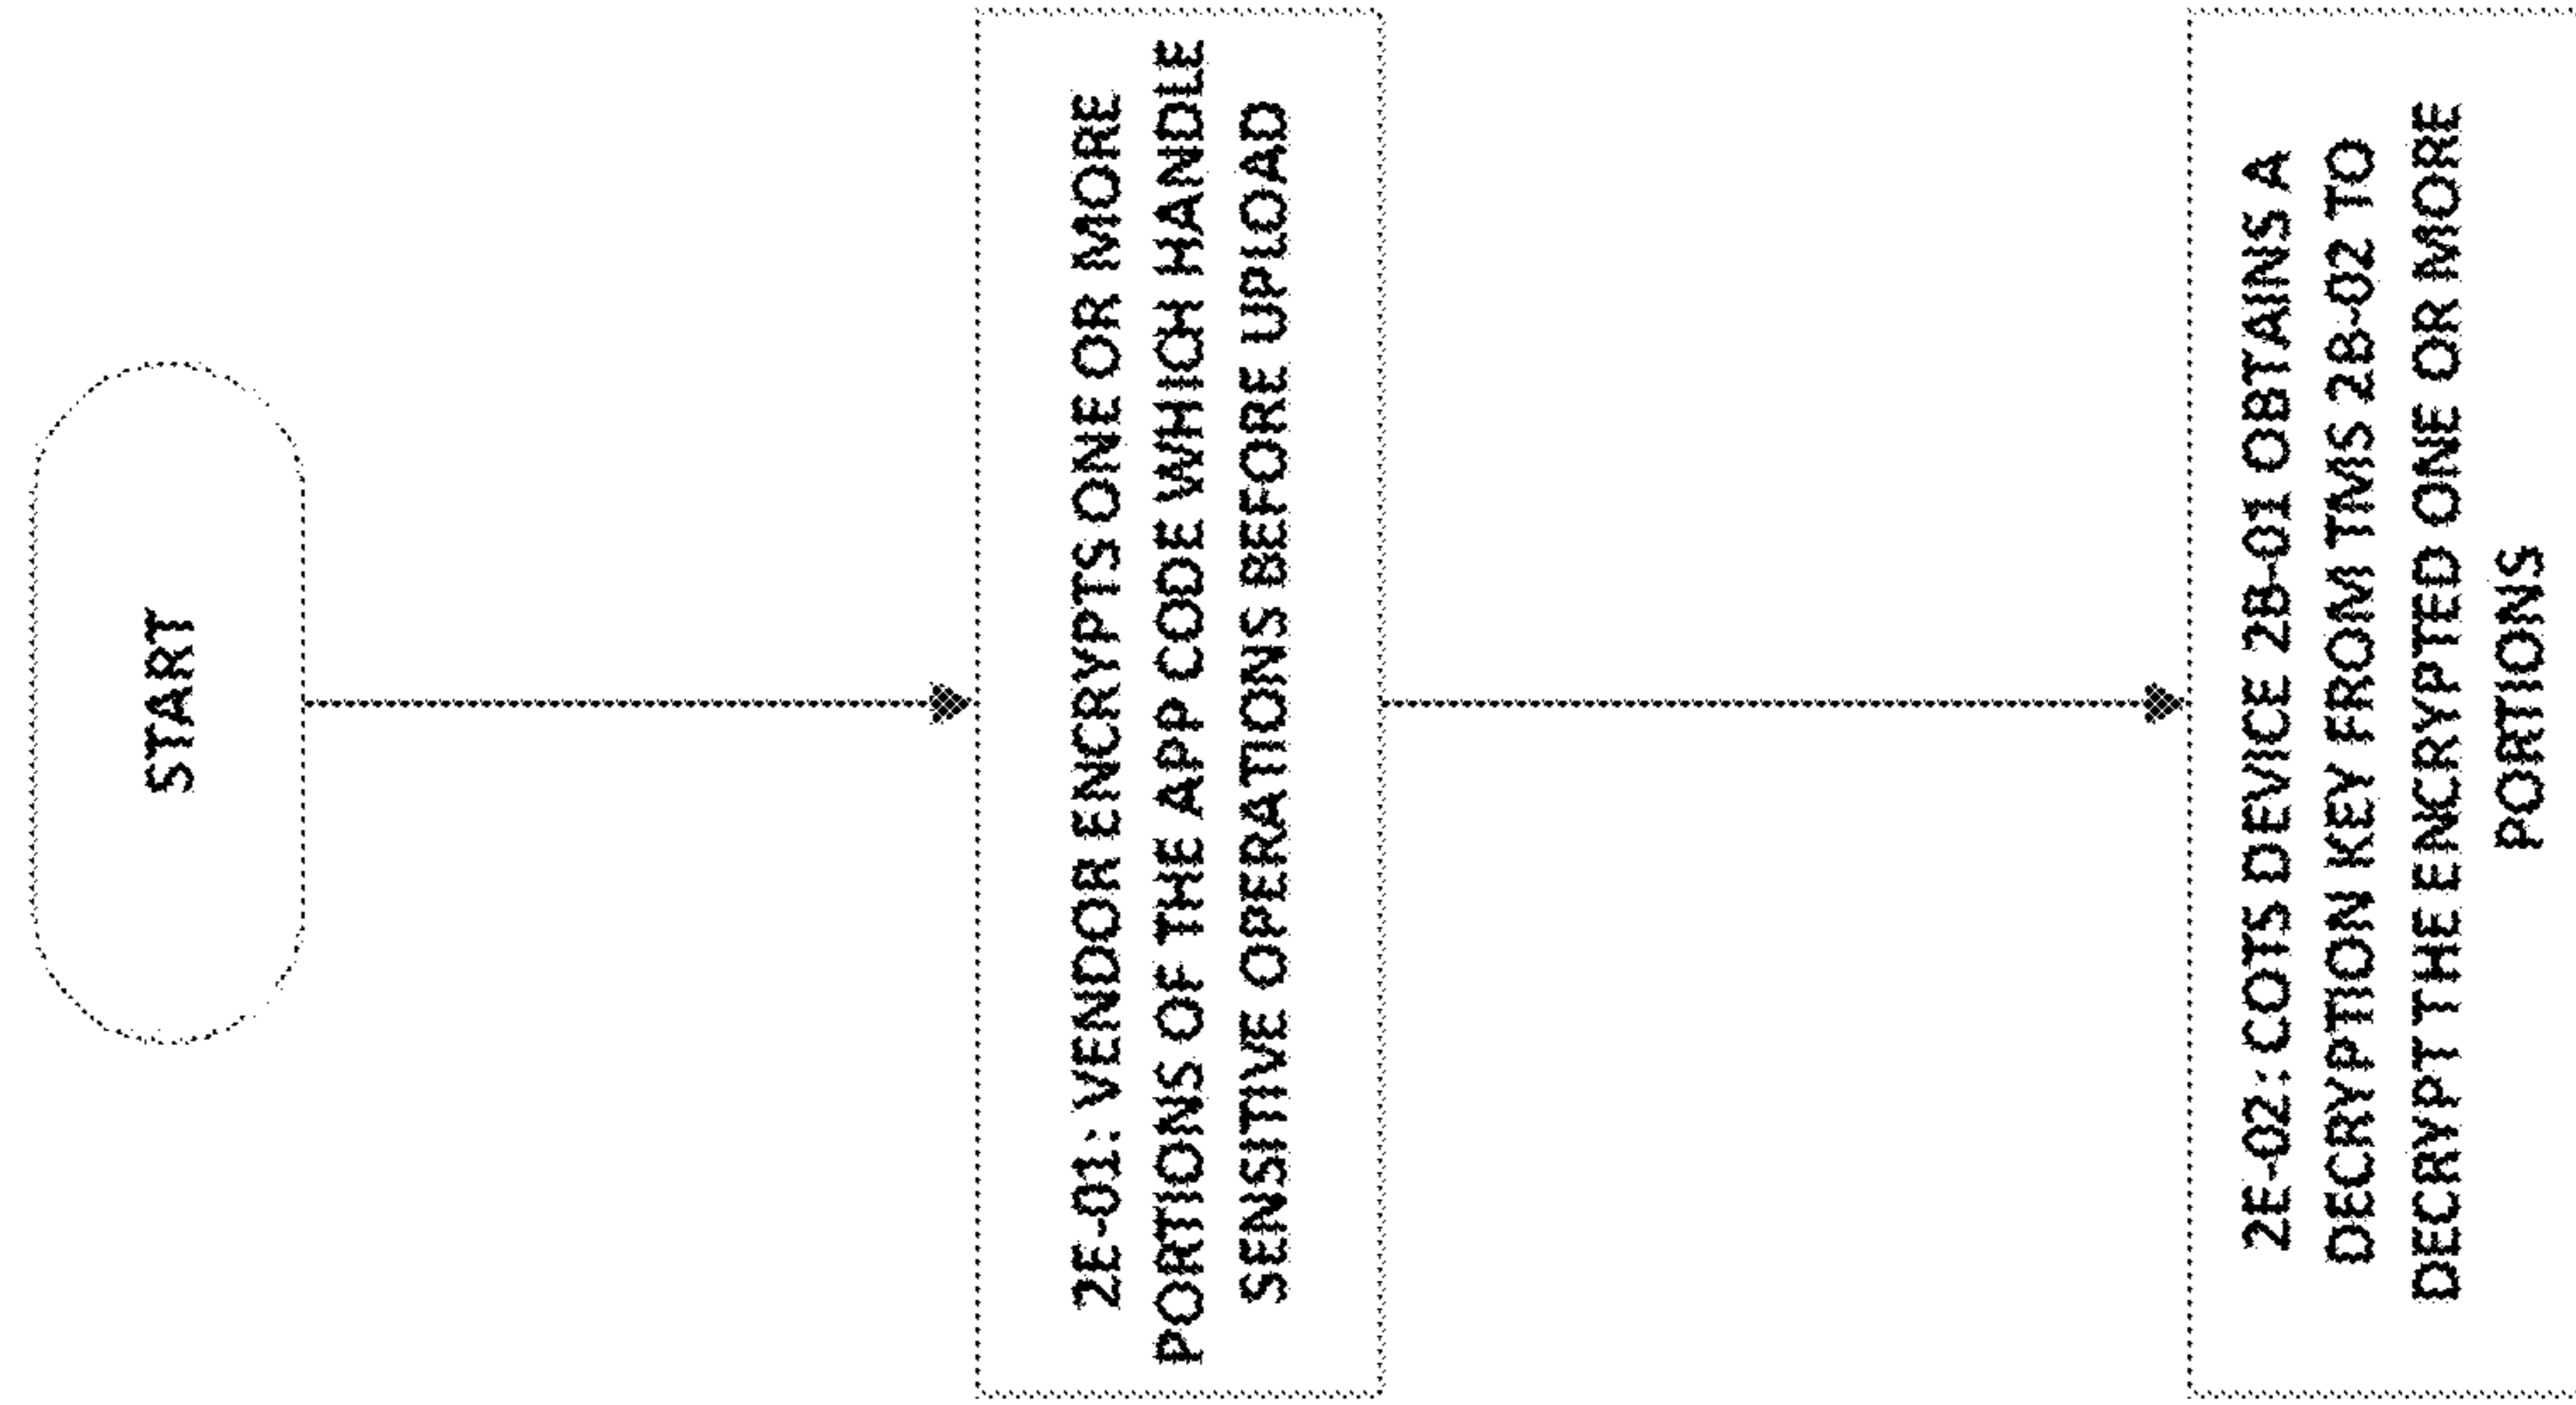 START
2E-01: VENDOR ENCRYPTS ONE OR MORE
PORTIONS OF THE APP CODE WHICH HANDLE
SENSITIVE OPERATIONS BEFORE UPLOAD
2E-02: COTS DEVICE 2B-01 OBTAINS A
DECRYPTION KEY FROM TMS 2B-02 TO
DECRYPT THE ENCRYPTED ONE OR MORE
PORTIONS